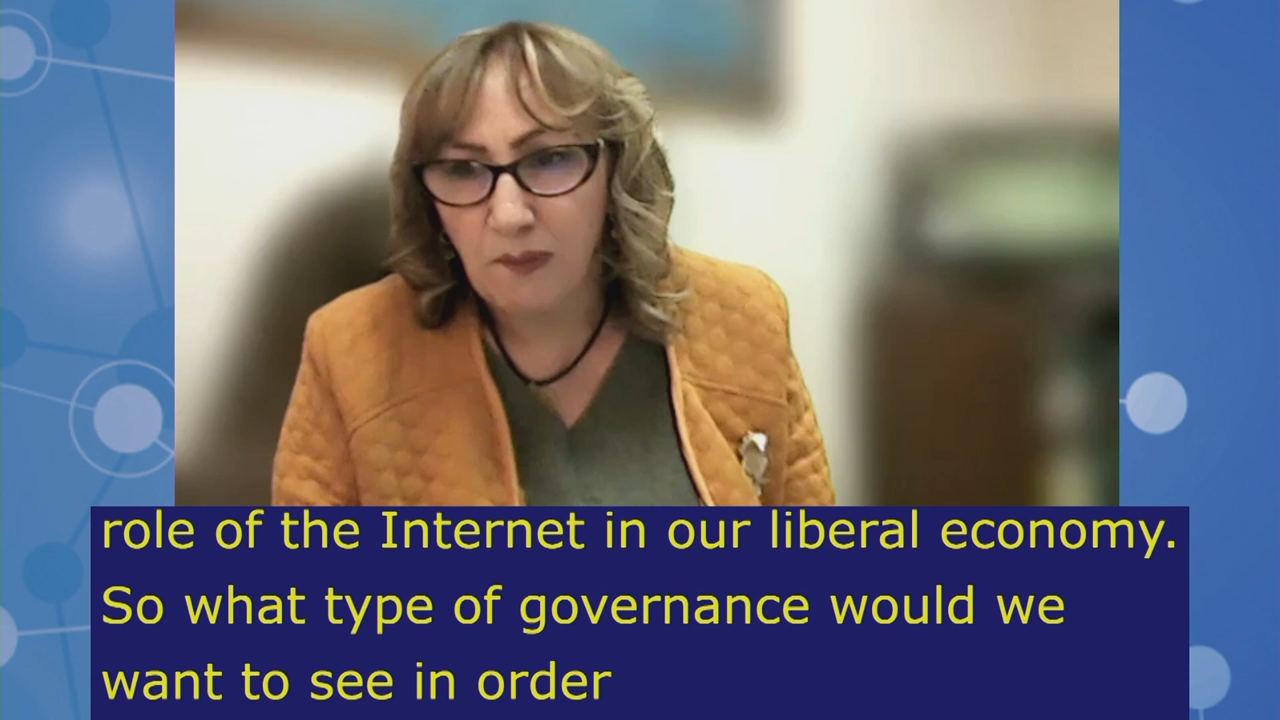 role of the Internet in our liberal economy.
So what type of governance would we
want to see in order